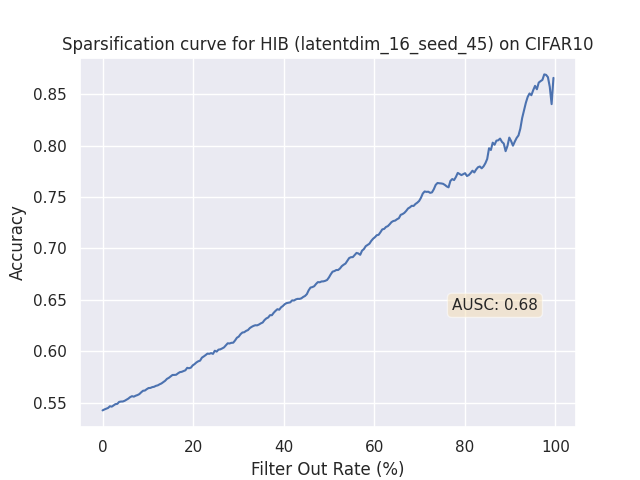 Sparsification curve for HIB (latentdim_16_seed_45) on CIFAR10
0.85
0.80
0.75
0.70
0.65
0.60
0.55
Accuracy
AUSC: 0.68
0 20 40 60 80 100
Filter Out Rate (%)